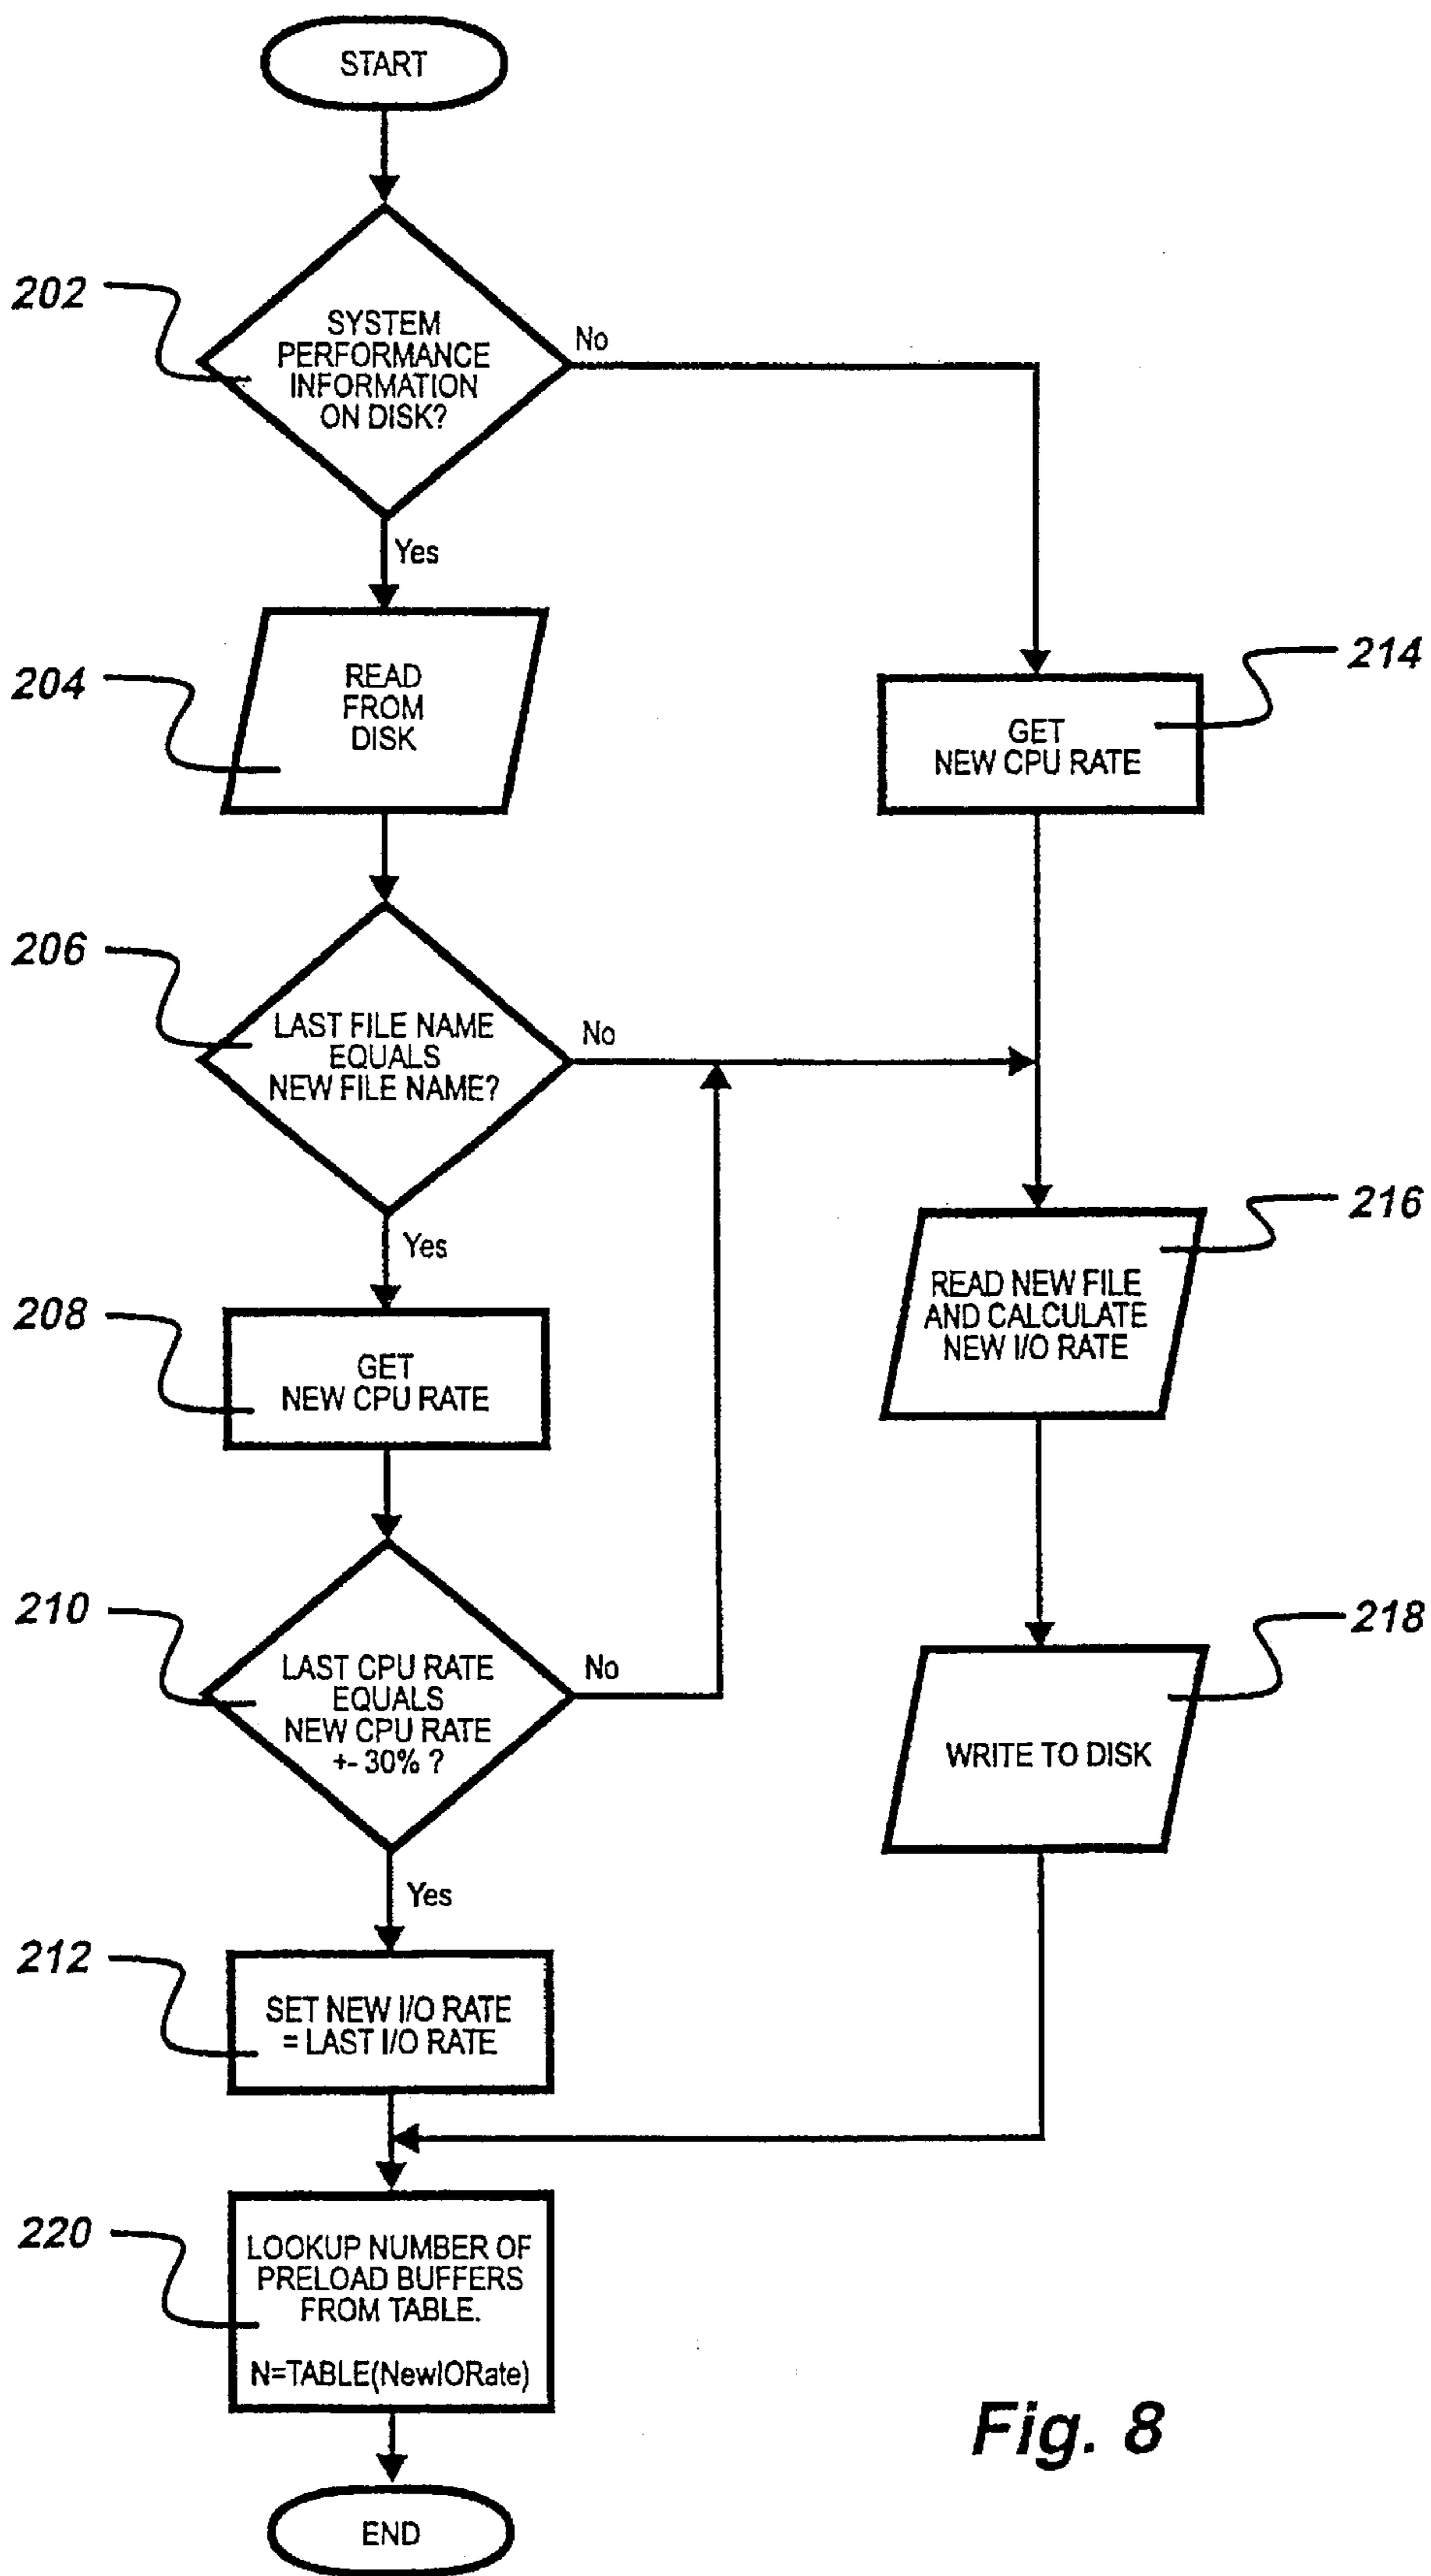 START
202
SYSTEM
PERFORMANCE
INFORMATION
ON DISK?
No
Yes
204
READ
FROM
DISK
214
GET
NEW CPU RATE
206
LAST FILE NAME
EQUALS
NEW FILE NAME?
No
Yes
216
READ NEW FILE
AND CALCULATE
NEW I/O RATE
208
GET
NEW CPU RATE
210
LAST CPU RATE
EQUALS
NEW CPU RATE
+- 30% ?
No
Yes
218
WRITE TO DISK
212
SET NEW I/O RATE
= LAST I/O RATE
220
LOOKUP NUMBER OF
PRELOAD BUFFERS
FROM TABLE.
N=TABLE(NewIORate)
END
Fig. 8